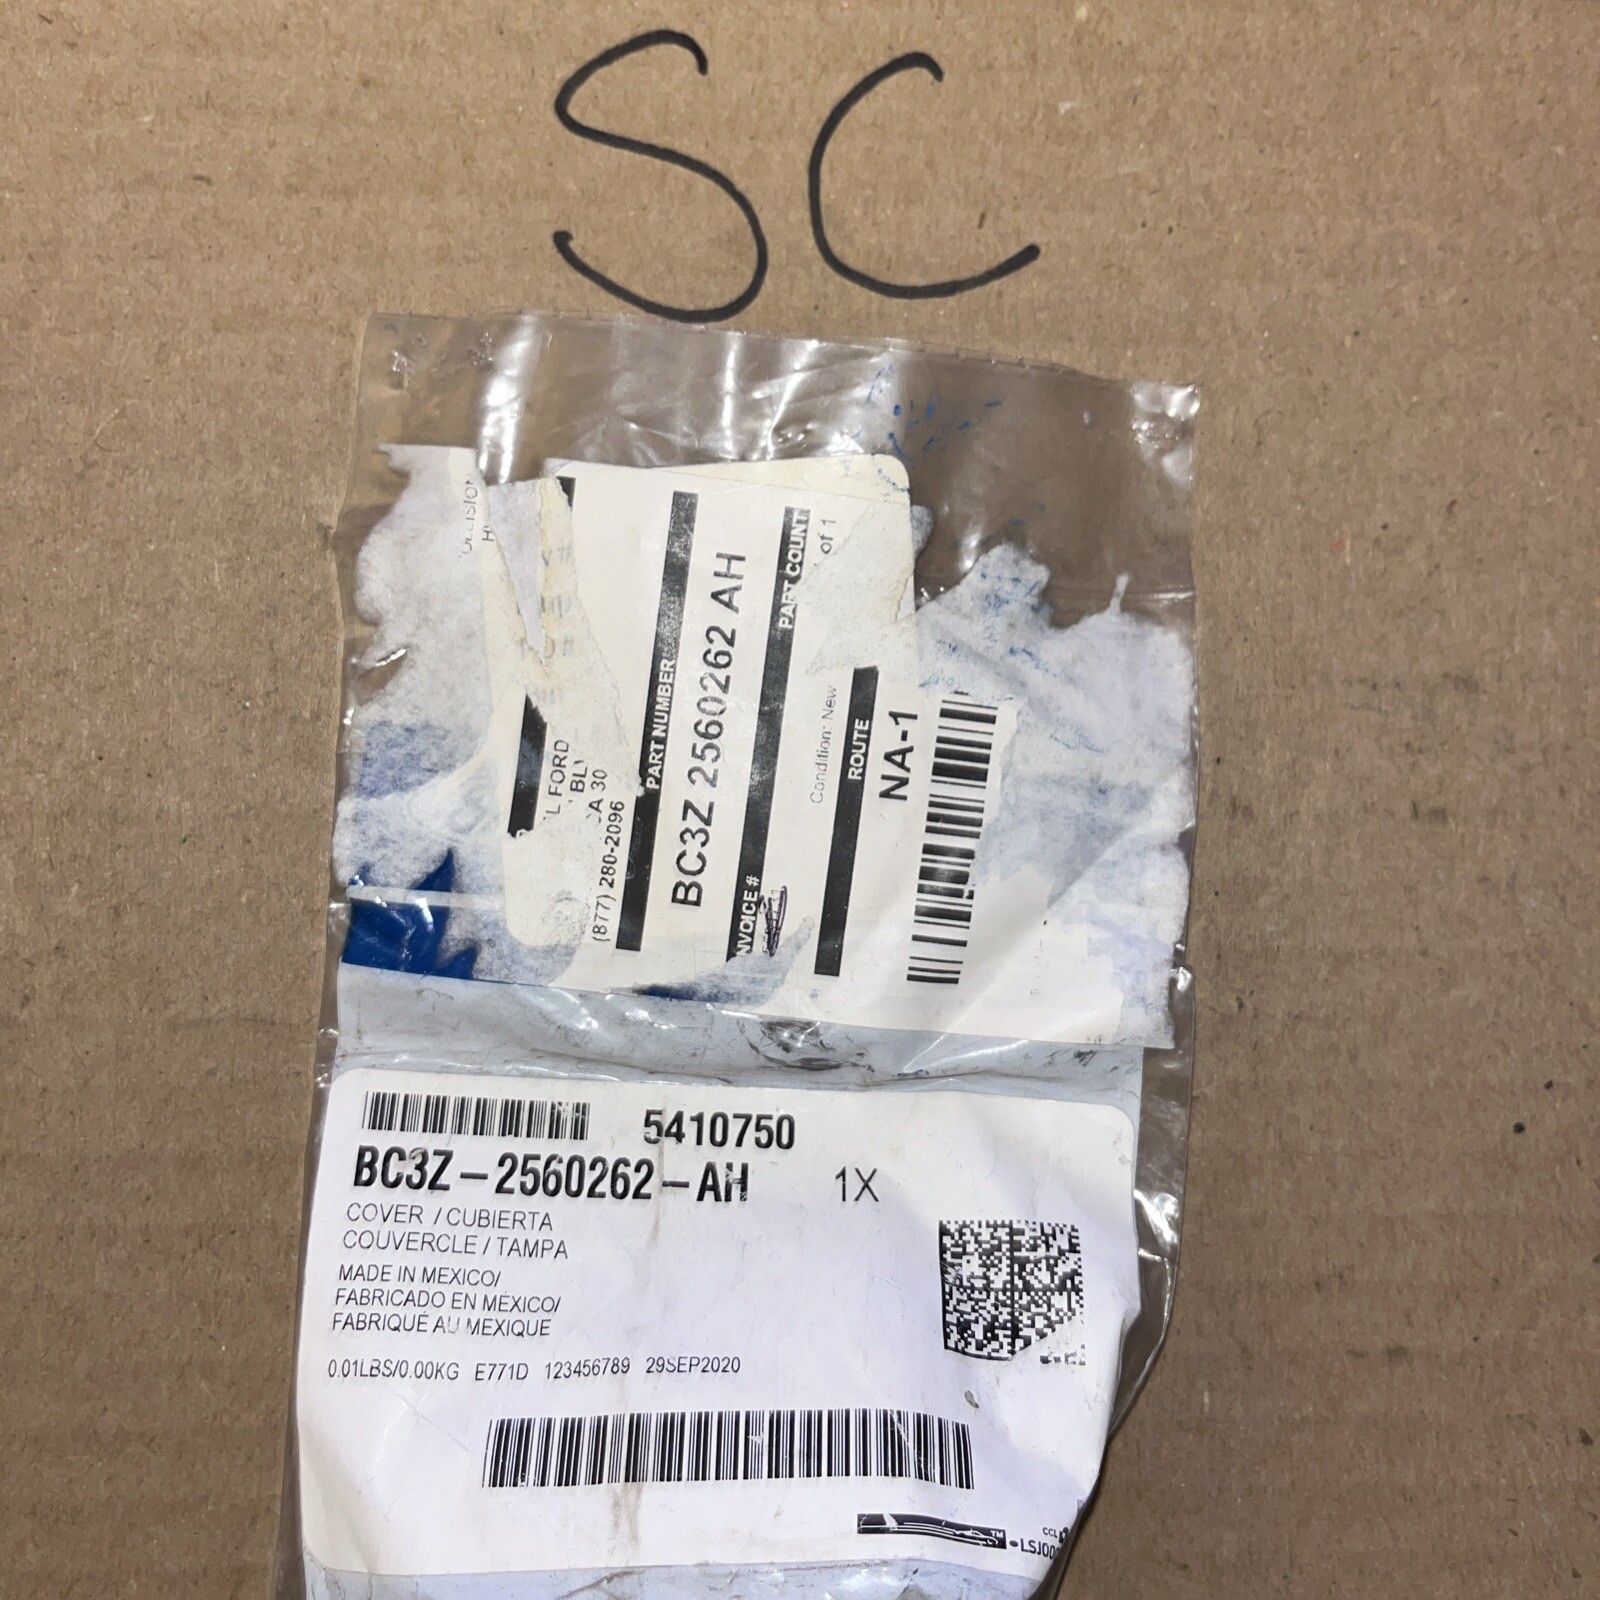 SC
L FORD
(877) 280-2096
PART NUMBER
BC3Z 2560262 AH
PART COUNT
of 1
NVOICE #
Condition: New
ROUTE
NA-1
5410750
BC3Z-2560262-AH 1X
COVER / CUBIERTA
COUVERCLE / TAMPA
MADE IN MEXICO/
FABRICADO EN MÉXICO/
FABRIQUÉ AU MEXIQUE
0.01LBS/0.00KG E771D 123456789 29SEP2020
CCL